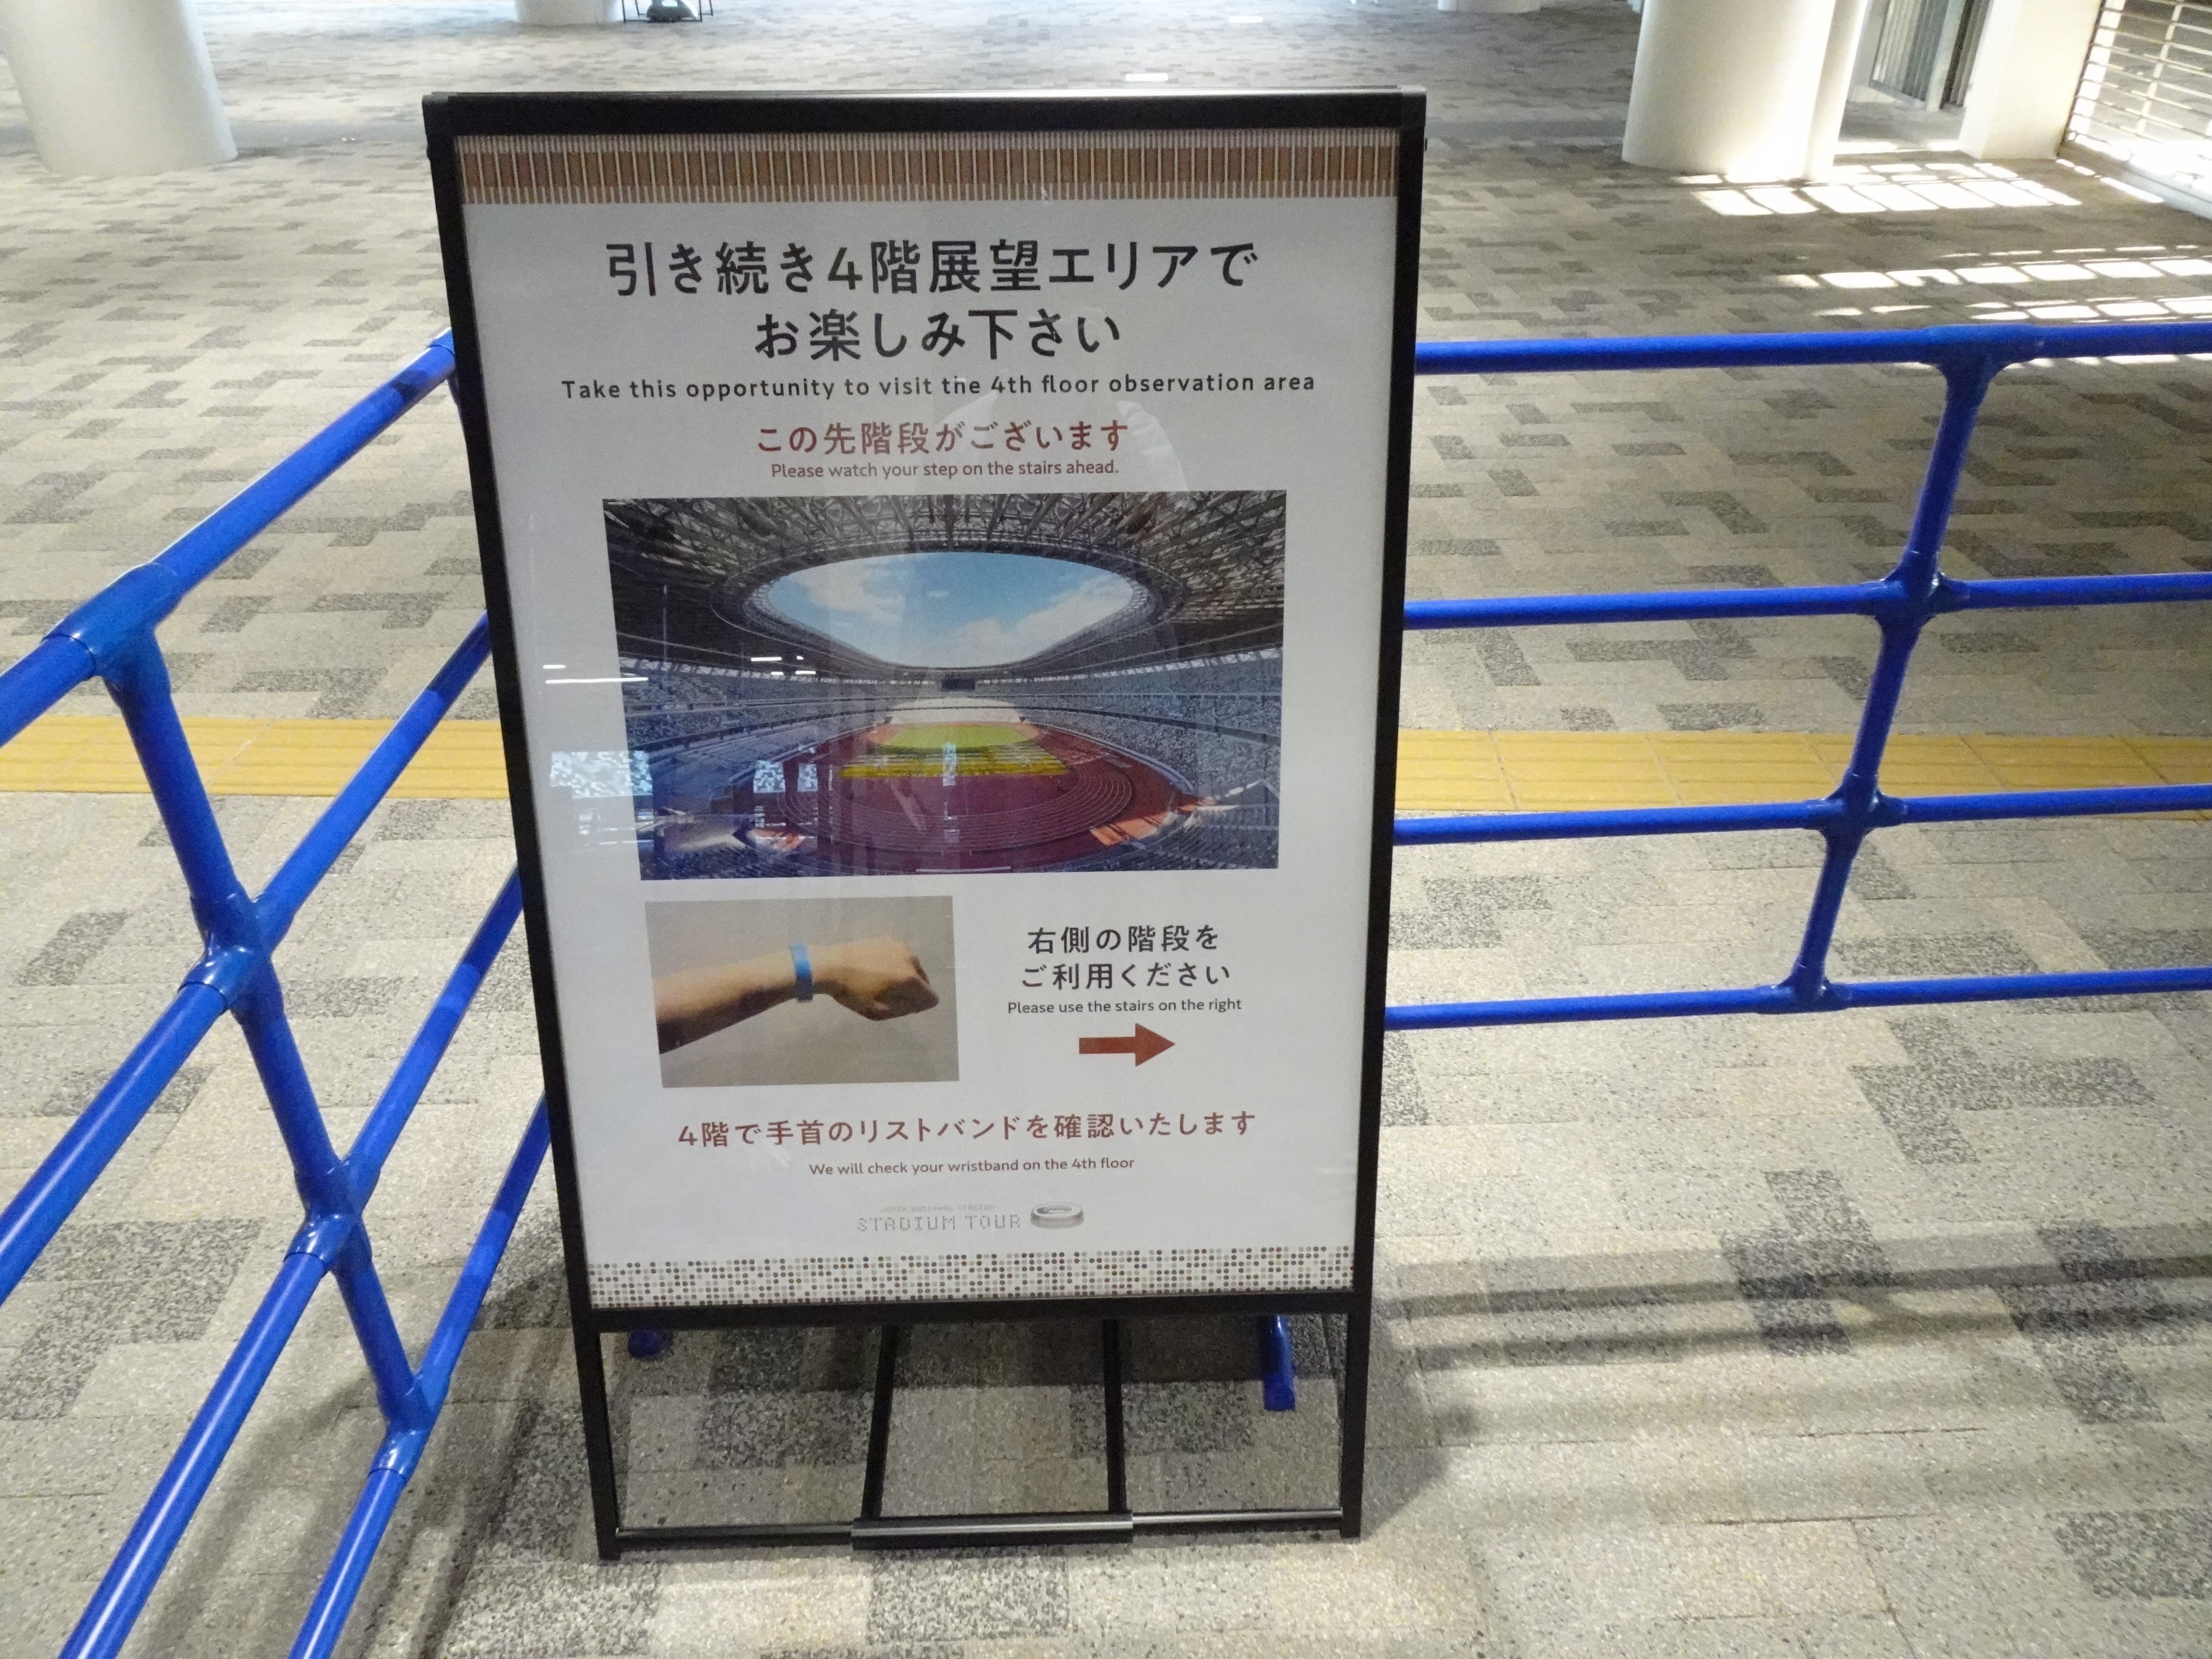 引き続き4階展望エリアで
お楽しみ下さい
Take this opportunity to visit the 4th floor observation area
この先階段がございます
Please watch your step on the stairs ahead.
右側の階段を
ご利用ください
Please use the stairs on the right
4階で手首のリストバンドを確認いたします
We will check your wristband on the 4th floor
JAPAN NATIONAL STADIUM
STADIUM TOUR